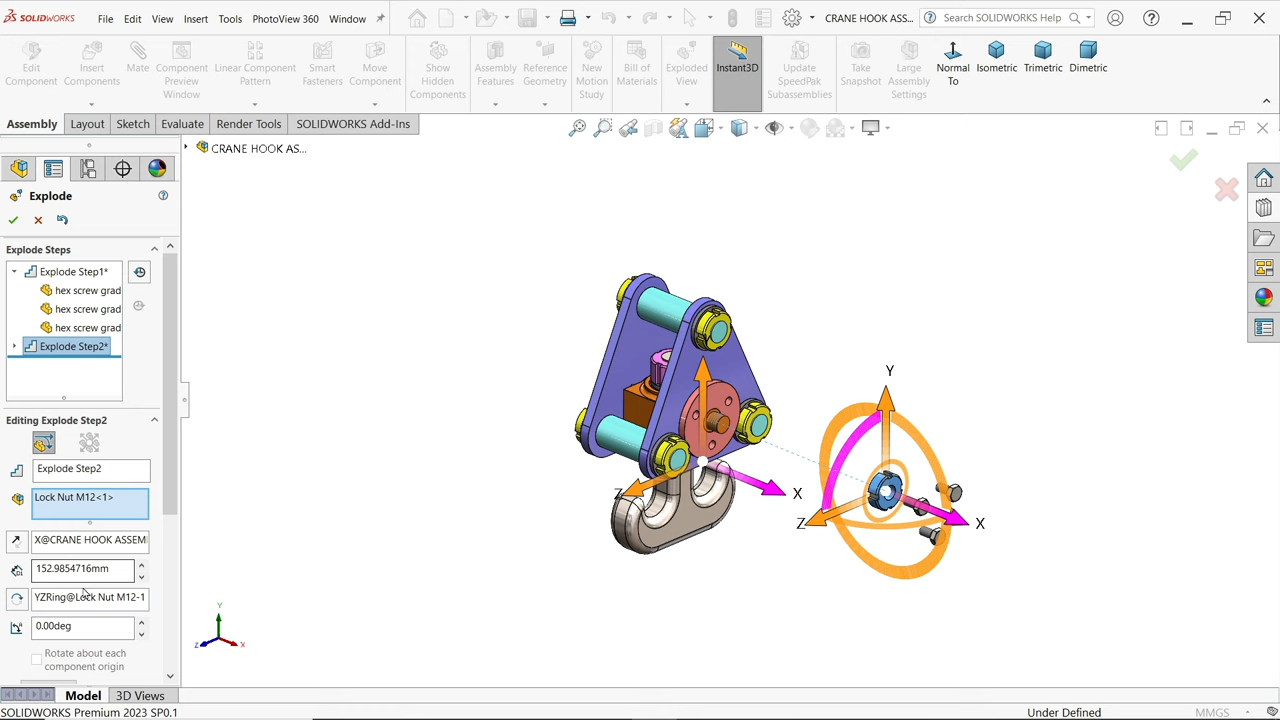 SOLIDWORKS
File
Edit
View
Insert
Tools
PhotoView 360
Window
CRANE HOOK ASS...
Search SOLIDWORKS Help
Edit
Component
Insert
Components
Mate
Component
Preview
Window
Linear Component
Pattern
Smart
Fasteners
Move
Component
Show
Hidden
Components
Assembly
Features
Reference
Geometry
New
Motion
Study
Bill of
Materials
Exploded
View
Instant3D
Update
SpeedPak
Subassemblies
Take
Snapshot
Large
Assembly
Settings
Normal
To
Isometric
Trimetric
Dimetric
Assembly
Layout
Sketch
Evaluate
Render Tools
SOLIDWORKS Add-Ins
CRANE HOOK AS...
Explode
Explode Steps
Explode Step1*
hex screw grad
hex screw grad
hex screw grad
Explode Step2*
Editing Explode Step2
Explode Step2
Lock Nut M12<1>
X@CRANE HOOK ASSEM
152.9854716mm
YZRing@Lock Nut M12-1
0.00deg
Rotate about each
component origin
Z
X
Y
Z
X
Y
Z
X
Model
3D Views
SOLIDWORKS Premium 2023 SP0.1
Under Defined
MMGS